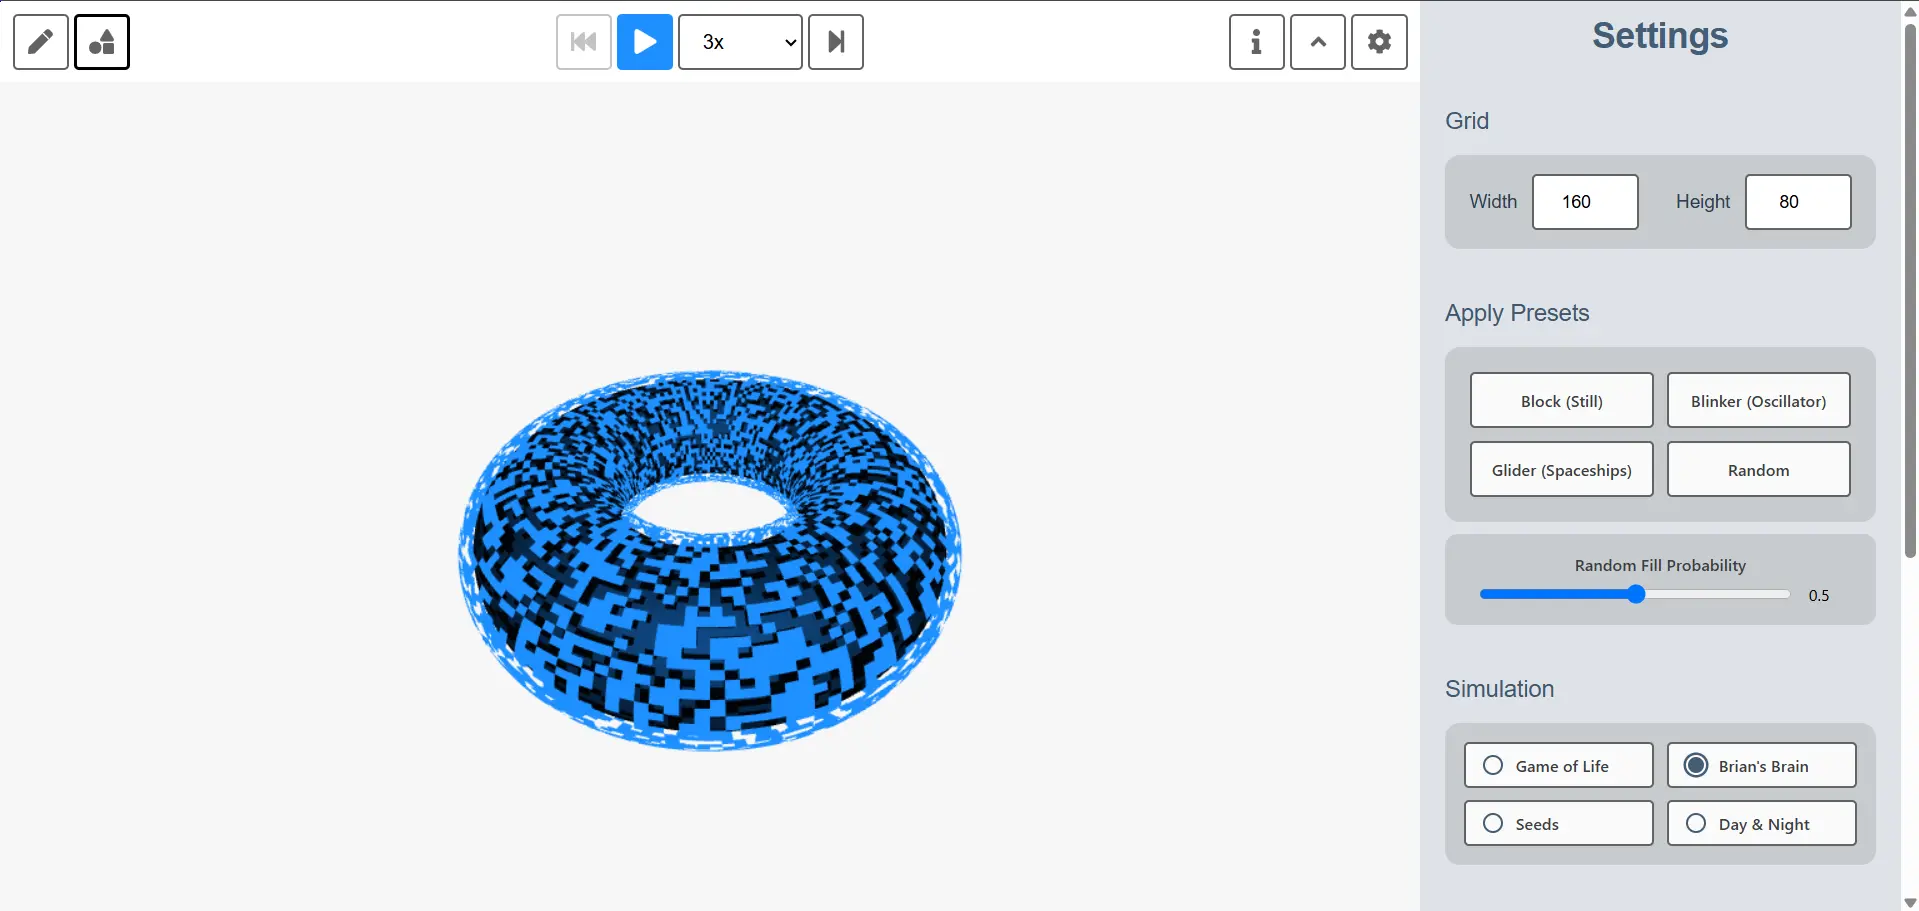 3x
Settings
Grid
Width 160 Height 80
Apply Presets
Block (Still) Blinker (Oscillator)
Glider (Spaceships) Random
Random Fill Probability
0.5
Simulation
Game of Life Brian's Brain
Seeds Day & Night